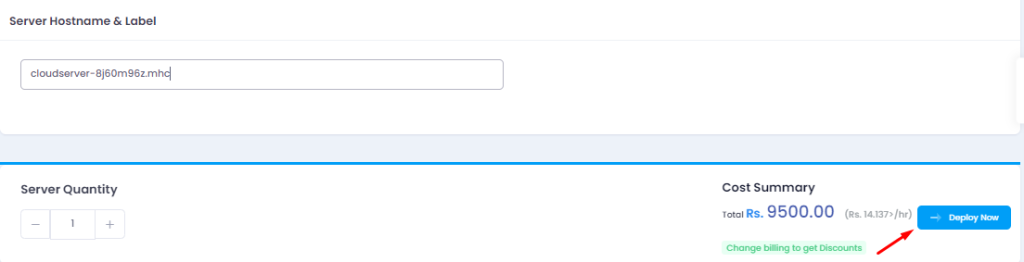 Server Hostname & Label
cloudserver-8j60m96z.mhc
Server Quantity
− 1 +
Cost Summary
Total Rs. 9500.00 (Rs. 14.137>/hr)
Deploy Now
Change billing to get Discounts